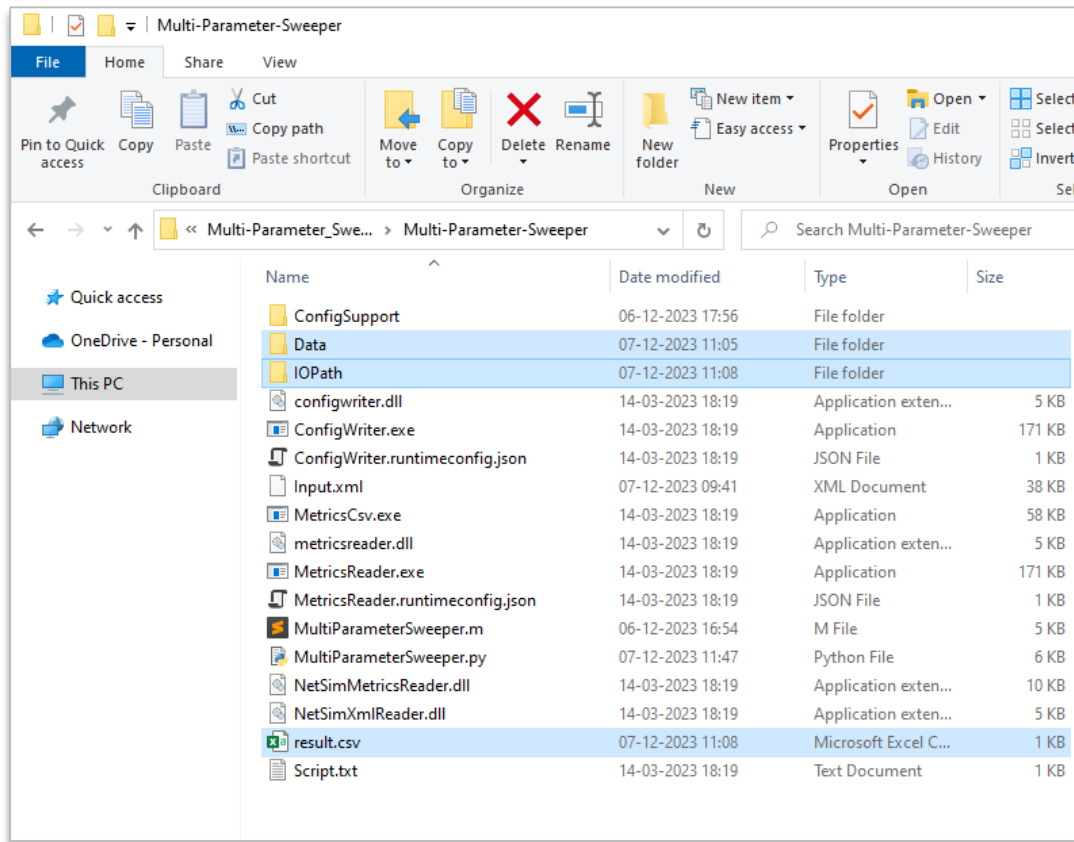 Multi-Parameter-Sweeper
File Home Share View
Pin to Quick access
Copy
Paste
Cut
Copy path
Paste shortcut
Move to
Copy to
Delete
Rename
New folder
New item
Easy access
Properties
Open
Edit
History
Select
Select
Invert
Clipboard Organize New Open Sel
« Multi-Parameter_Swe... > Multi-Parameter-Sweeper
Search Multi-Parameter-Sweeper
Quick access
OneDrive - Personal
This PC
Network
Name Date modified Type Size
ConfigSupport 06-12-2023 17:56 File folder
Data 07-12-2023 11:05 File folder
IOPath 07-12-2023 11:08 File folder
configwriter.dll 14-03-2023 18:19 Application exten... 5 KB
ConfigWriter.exe 14-03-2023 18:19 Application 171 KB
ConfigWriter.runtimeconfig.json 14-03-2023 18:19 JSON File 1 KB
Input.xml 07-12-2023 09:41 XML Document 38 KB
MetricsCsv.exe 14-03-2023 18:19 Application 58 KB
metricsreader.dll 14-03-2023 18:19 Application exten... 5 KB
MetricsReader.exe 14-03-2023 18:19 Application 171 KB
MetricsReader.runtimeconfig.json 14-03-2023 18:19 JSON File 1 KB
MultiParameterSweeper.m 06-12-2023 16:54 M File 5 KB
MultiParameterSweeper.py 07-12-2023 11:47 Python File 6 KB
NetSimMetricsReader.dll 14-03-2023 18:19 Application exten... 10 KB
NetSimXmlReader.dll 14-03-2023 18:19 Application exten... 5 KB
result.csv 07-12-2023 11:08 Microsoft Excel C... 1 KB
Script.txt 14-03-2023 18:19 Text Document 1 KB